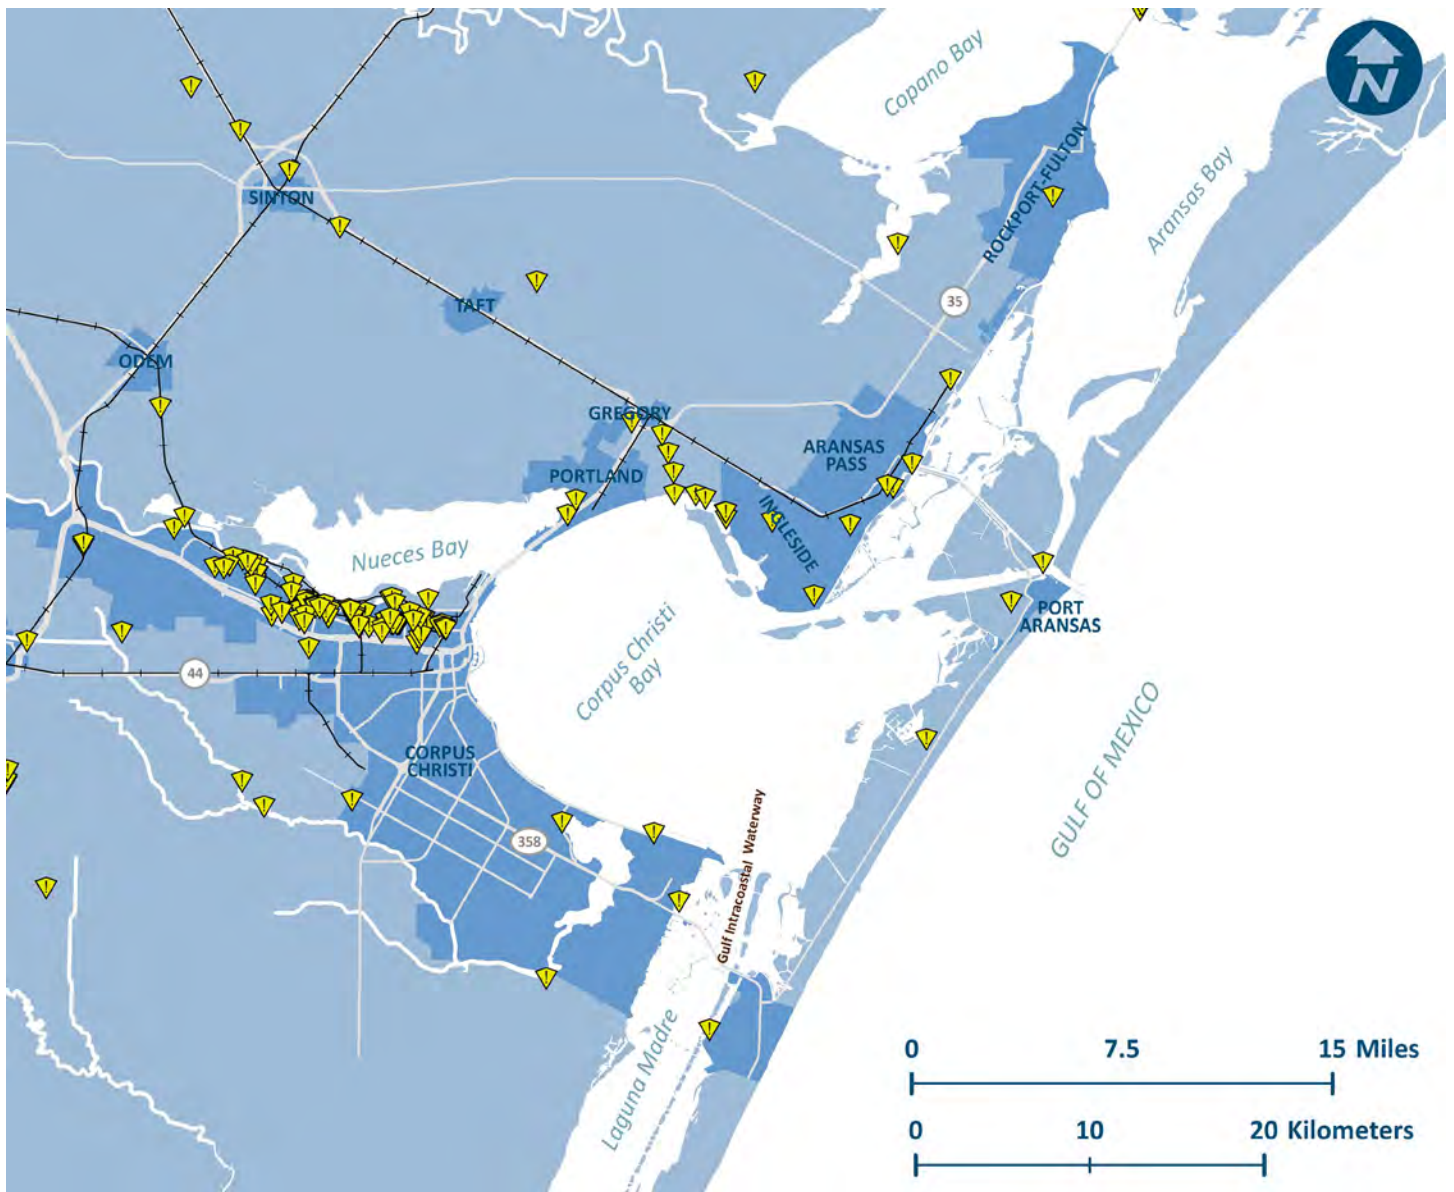 Copano Bay
N
Aransas Bay
ROCKPORT-FULTON
SINTON
35
TAFT
ODEM
GREGORY
ARANSAS
PASS
PORTLAND
INGLESIDE
Nueces Bay
PORT
ARANSAS
Corpus Christi
Bay
44
GULF OF MEXICO
CORPUS
CHRISTI
358
Gulf Intracoastal Waterway
Laguna Madre
0 7.5 15 Miles
0 10 20 Kilometers